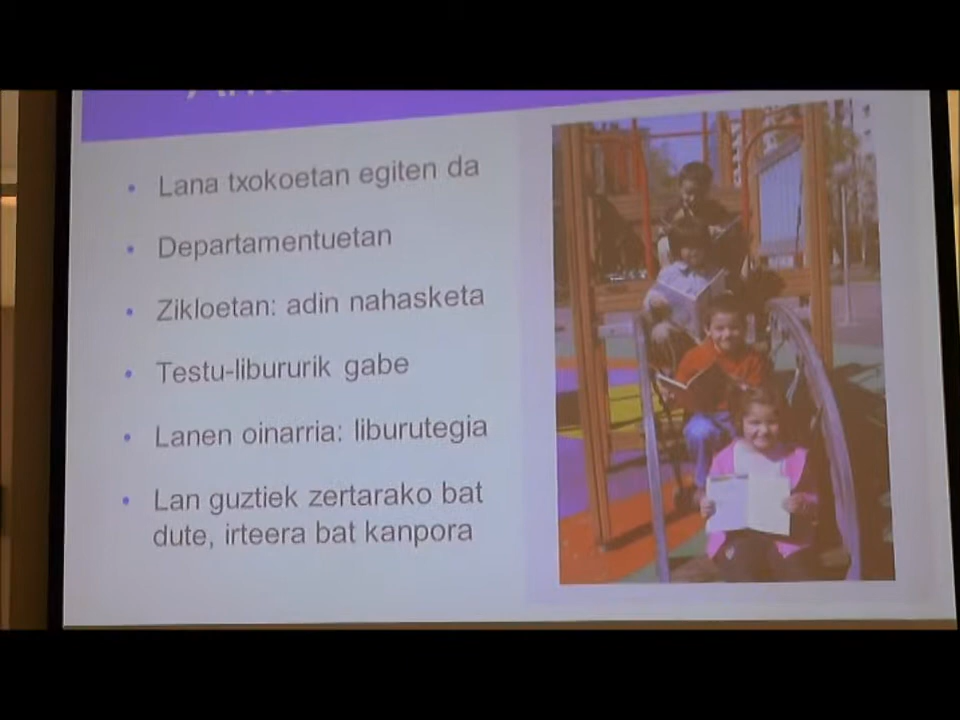 Lana txokoetan egiten da
Departamentuetan
Zikloetan: adin nahasketa
Testu-libururik gabe
Lanen oinarria: liburutegia
Lan guztiek zertarako bat
dute, irteera bat kanpora